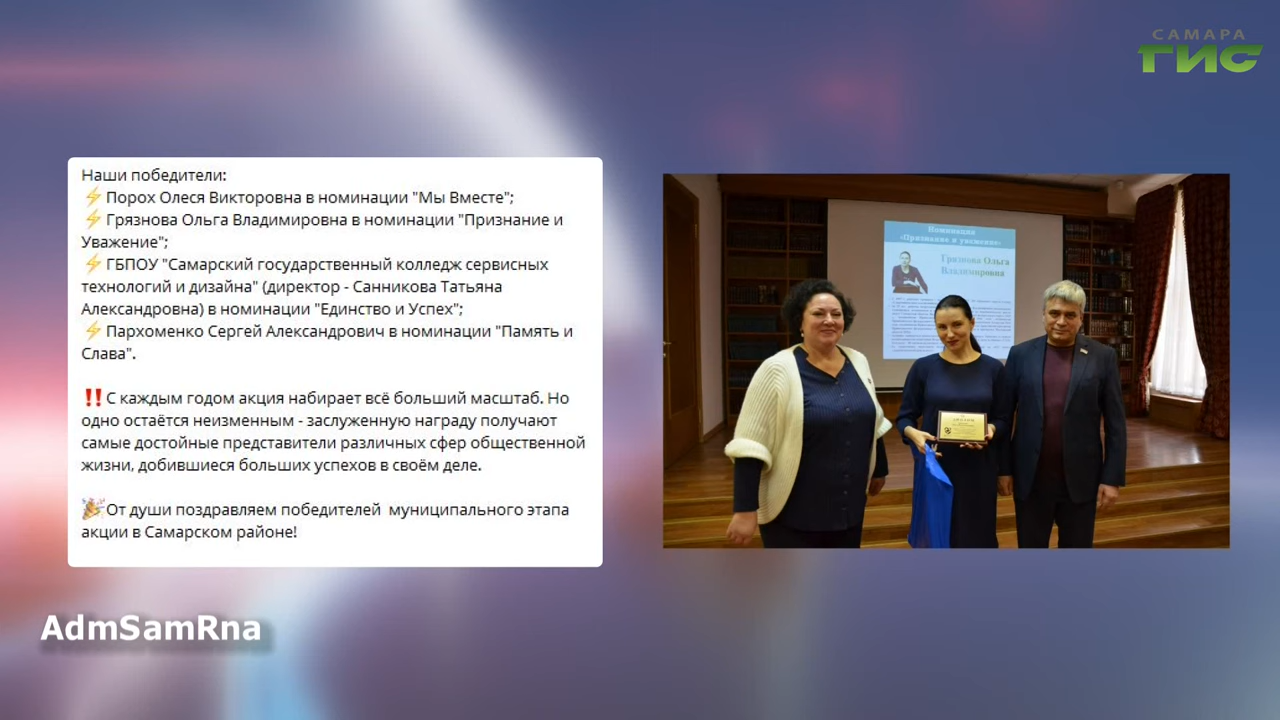 САМАРА
ГИС
Наши победители:
⚡Порох Олеся Викторовна в номинации "Мы Вместе";
⚡Грязнова Ольга Владимировна в номинации "Признание и
Уважение";
⚡ГБПОУ "Самарский государственный колледж сервисных
технологий и дизайна" (директор - Санникова Татьяна
Александровна) в номинации "Единство и Успех";
⚡Пархоменко Сергей Александрович в номинации "Память и
Слава".
‼С каждым годом акция набирает всё больший масштаб. Но
одно остаётся неизменным - заслуженную награду получают
самые достойные представители различных сфер общественной
жизни, добившиеся больших успехов в своём деле.
🎉От души поздравляем победителей муниципального этапа
акции в Самарском районе!
Номинация
«Признание и уважение»
Грязнова Ольга
Владимировна
AdmSamRna